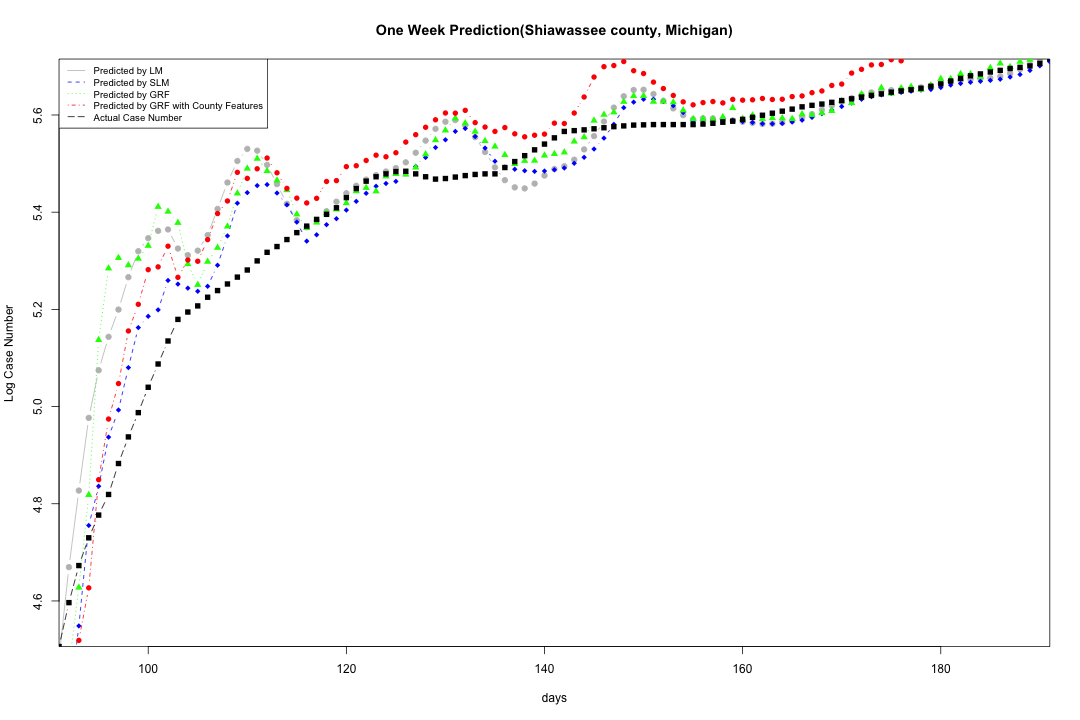 One Week Prediction(Shiawassee county, Michigan)
Predicted by LM
Predicted by SLM
Predicted by GRF
Predicted by GRF with County Features
Actual Case Number
Log Case Number
5.6
5.4
5.2
5.0
4.8
4.6
100 120 140 160 180
days